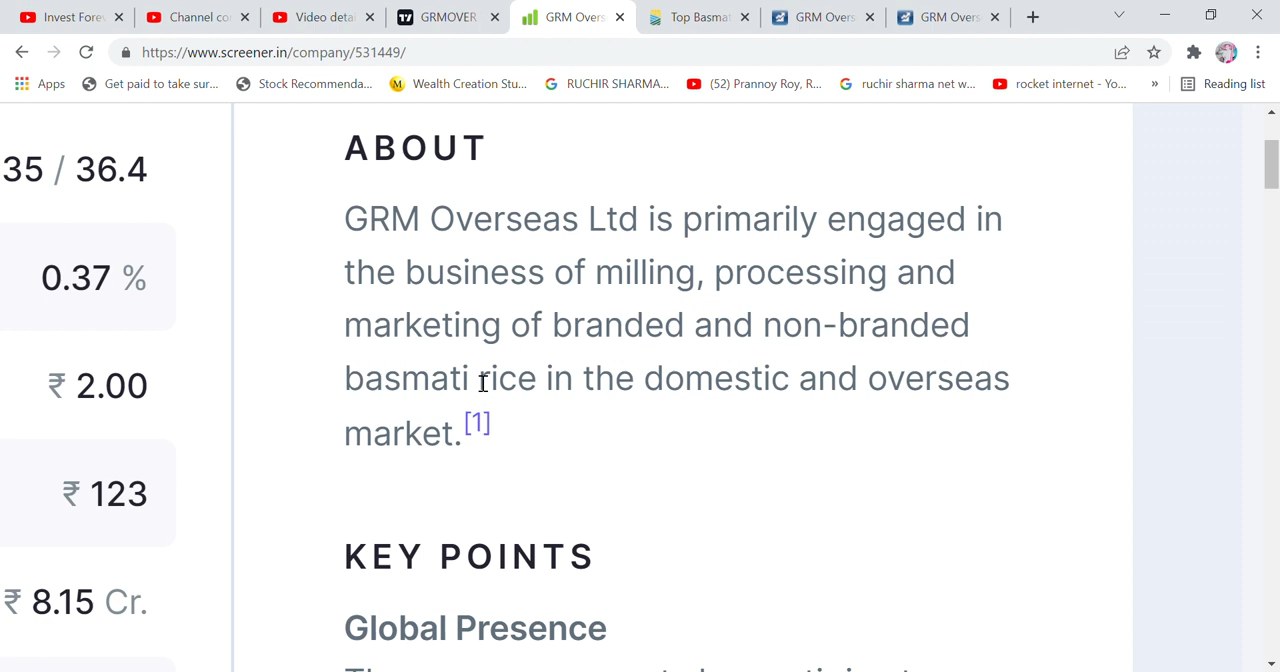 Invest Fore
Channel co
Video detai
GRMOVER
GRM Overs
Top Basmat
GRM Overs
GRM Overs
https://www.screener.in/company/531449/
Apps
Get paid to take sur...
Stock Recommenda...
Wealth Creation Stu...
RUCHIR SHARMA...
(52) Prannoy Roy, R...
ruchir sharma net w...
rocket internet - Yo...
»
Reading list
35 / 36.4
0.37 %
₹ 2.00
₹ 123
₹ 8.15 Cr.
ABOUT
GRM Overseas Ltd is primarily engaged in
the business of milling, processing and
marketing of branded and non-branded
basmati rice in the domestic and overseas
market.[1]
KEY POINTS
Global Presence